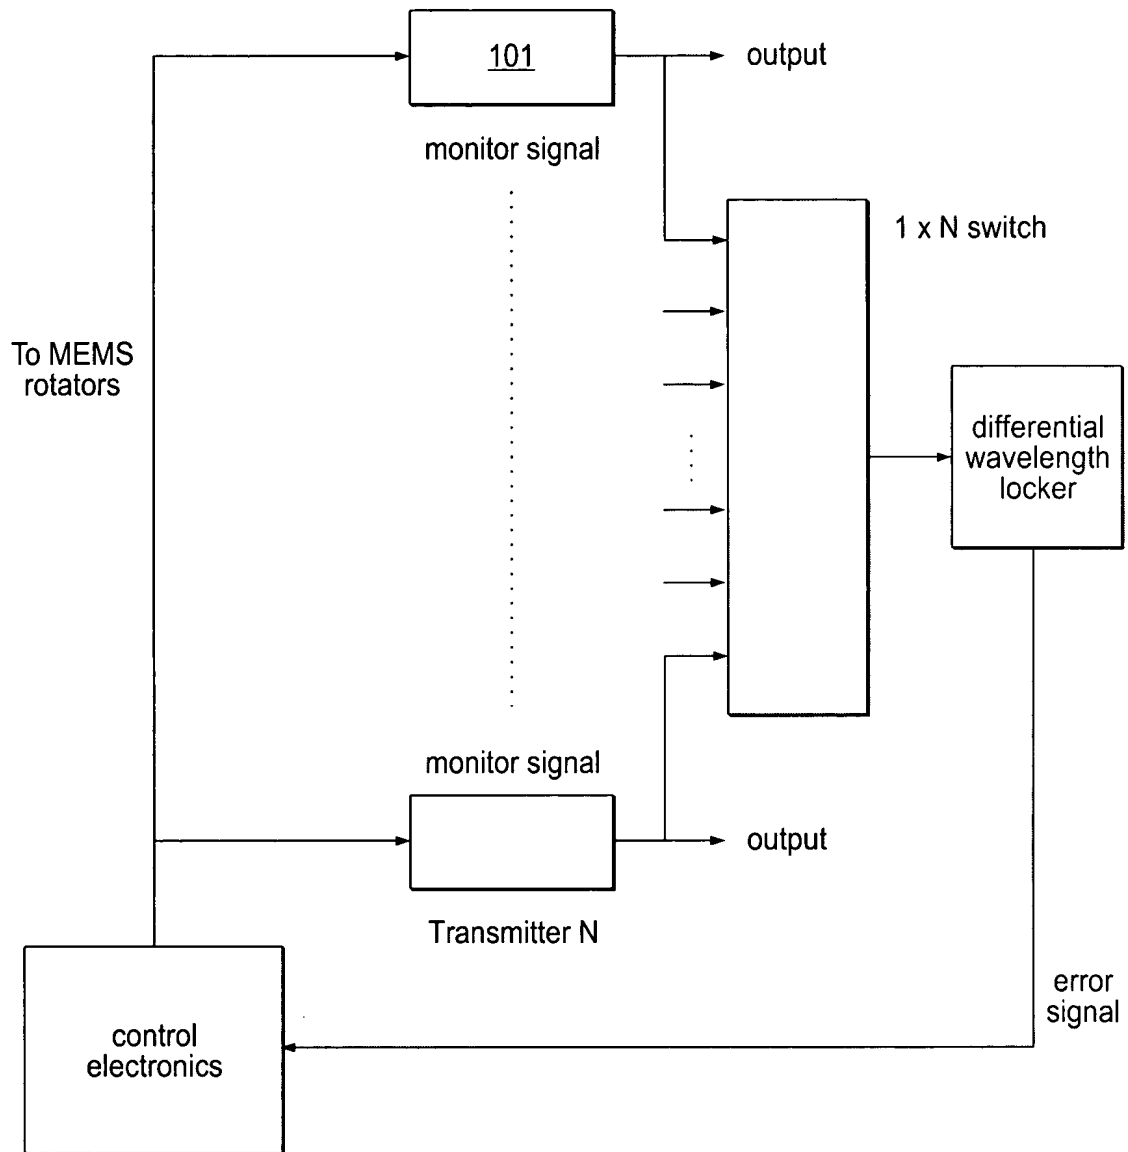 101
output
monitor signal
1 x N switch
To MEMS
rotators
differential
wavelength
locker
monitor signal
output
Transmitter N
error
signal
control
electronics